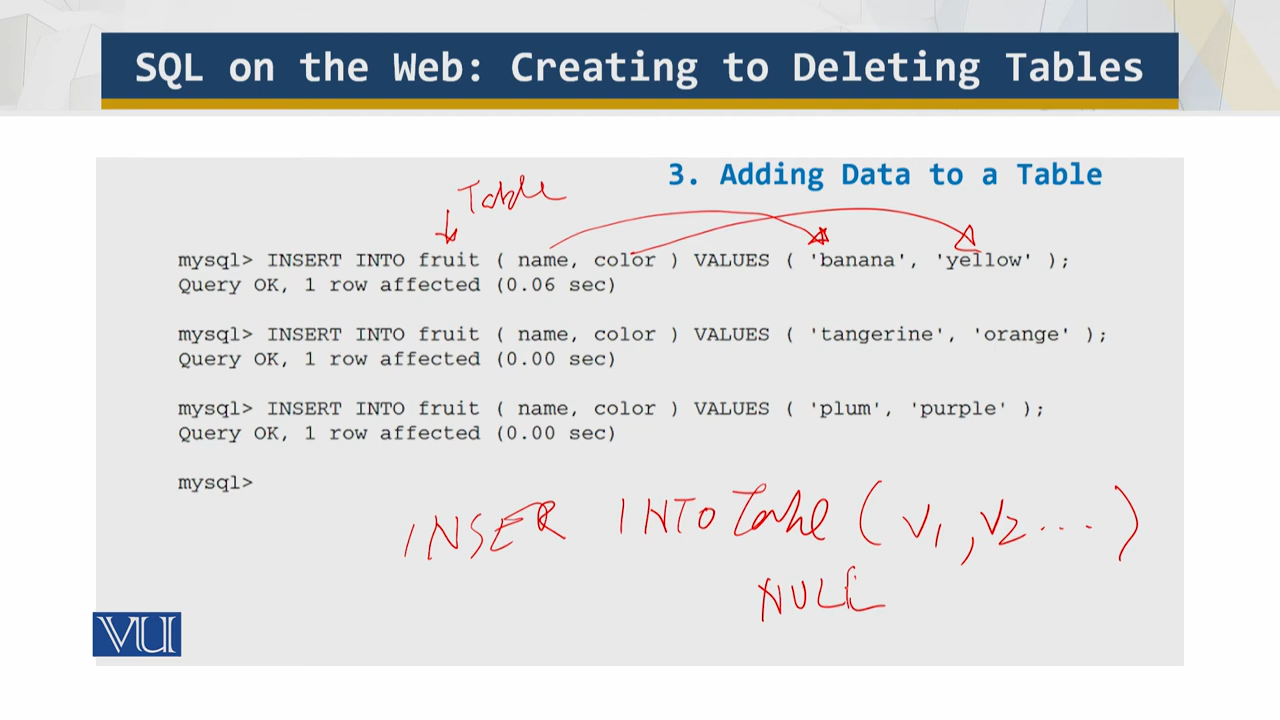 SQL on the Web: Creating to Deleting Tables
3. Adding Data to a Table
Table
mysql> INSERT INTO fruit ( name, color ) VALUES ( 'banana', 'yellow' );
Query OK, 1 row affected (0.06 sec)
mysql> INSERT INTO fruit ( name, color ) VALUES ( 'tangerine', 'orange' );
Query OK, 1 row affected (0.00 sec)
mysql> INSERT INTO fruit ( name, color ) VALUES ( 'plum', 'purple' );
Query OK, 1 row affected (0.00 sec)
mysql>
INSER INTO Table ( V1, V2 ... )
NULL
VU